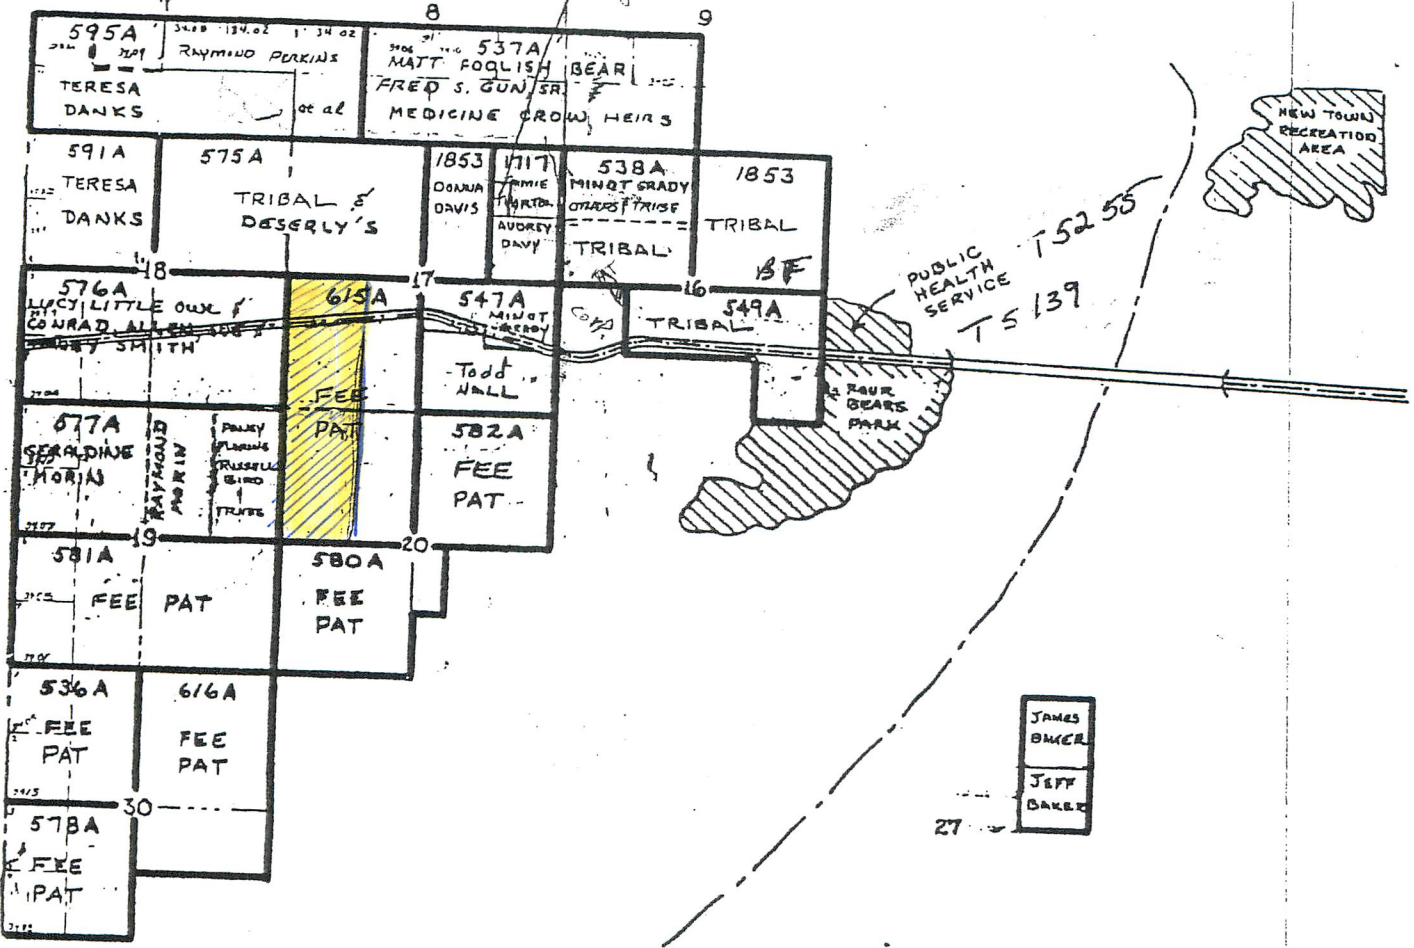 8
9
595A
RAYMOND PERKINS
TERESA
DANKS
et al
537A
MATT FOOLISH BEAR
FRED S. GUN, SR.
MEDICINE CROW HEIRS
591A
TERESA
DANKS
575A
TRIBAL &
DESERLY'S
1853
DONNA
DAVIS
1717
AUDREY
DAVY
538A
MINOT GRADY
TRIBAL
1853
TRIBAL
BF
18
17
16
576A
LUCY LITTLE OWL &
CONRAD ALLEN
SMITH
615A
FEE
PAT
547A
MINOT
GRADY
Todd
HALL
549A
TRIBAL
577A
GERALDINE
MORIN
RAYMOND
MORIN
RUSSELL
BIRD
TRIBE
582A
FEE
PAT
19
20
581A
FEE PAT
580A
FEE
PAT
536A
FEE
PAT
616A
FEE
PAT
30
578A
FEE
PAT
PUBLIC
HEALTH
SERVICE
T 5255
T 5139
FOUR
BEARS
PARK
NEW TOWN
RECREATION
AREA
JAMES
BAKER
JEFF
BAKER
27